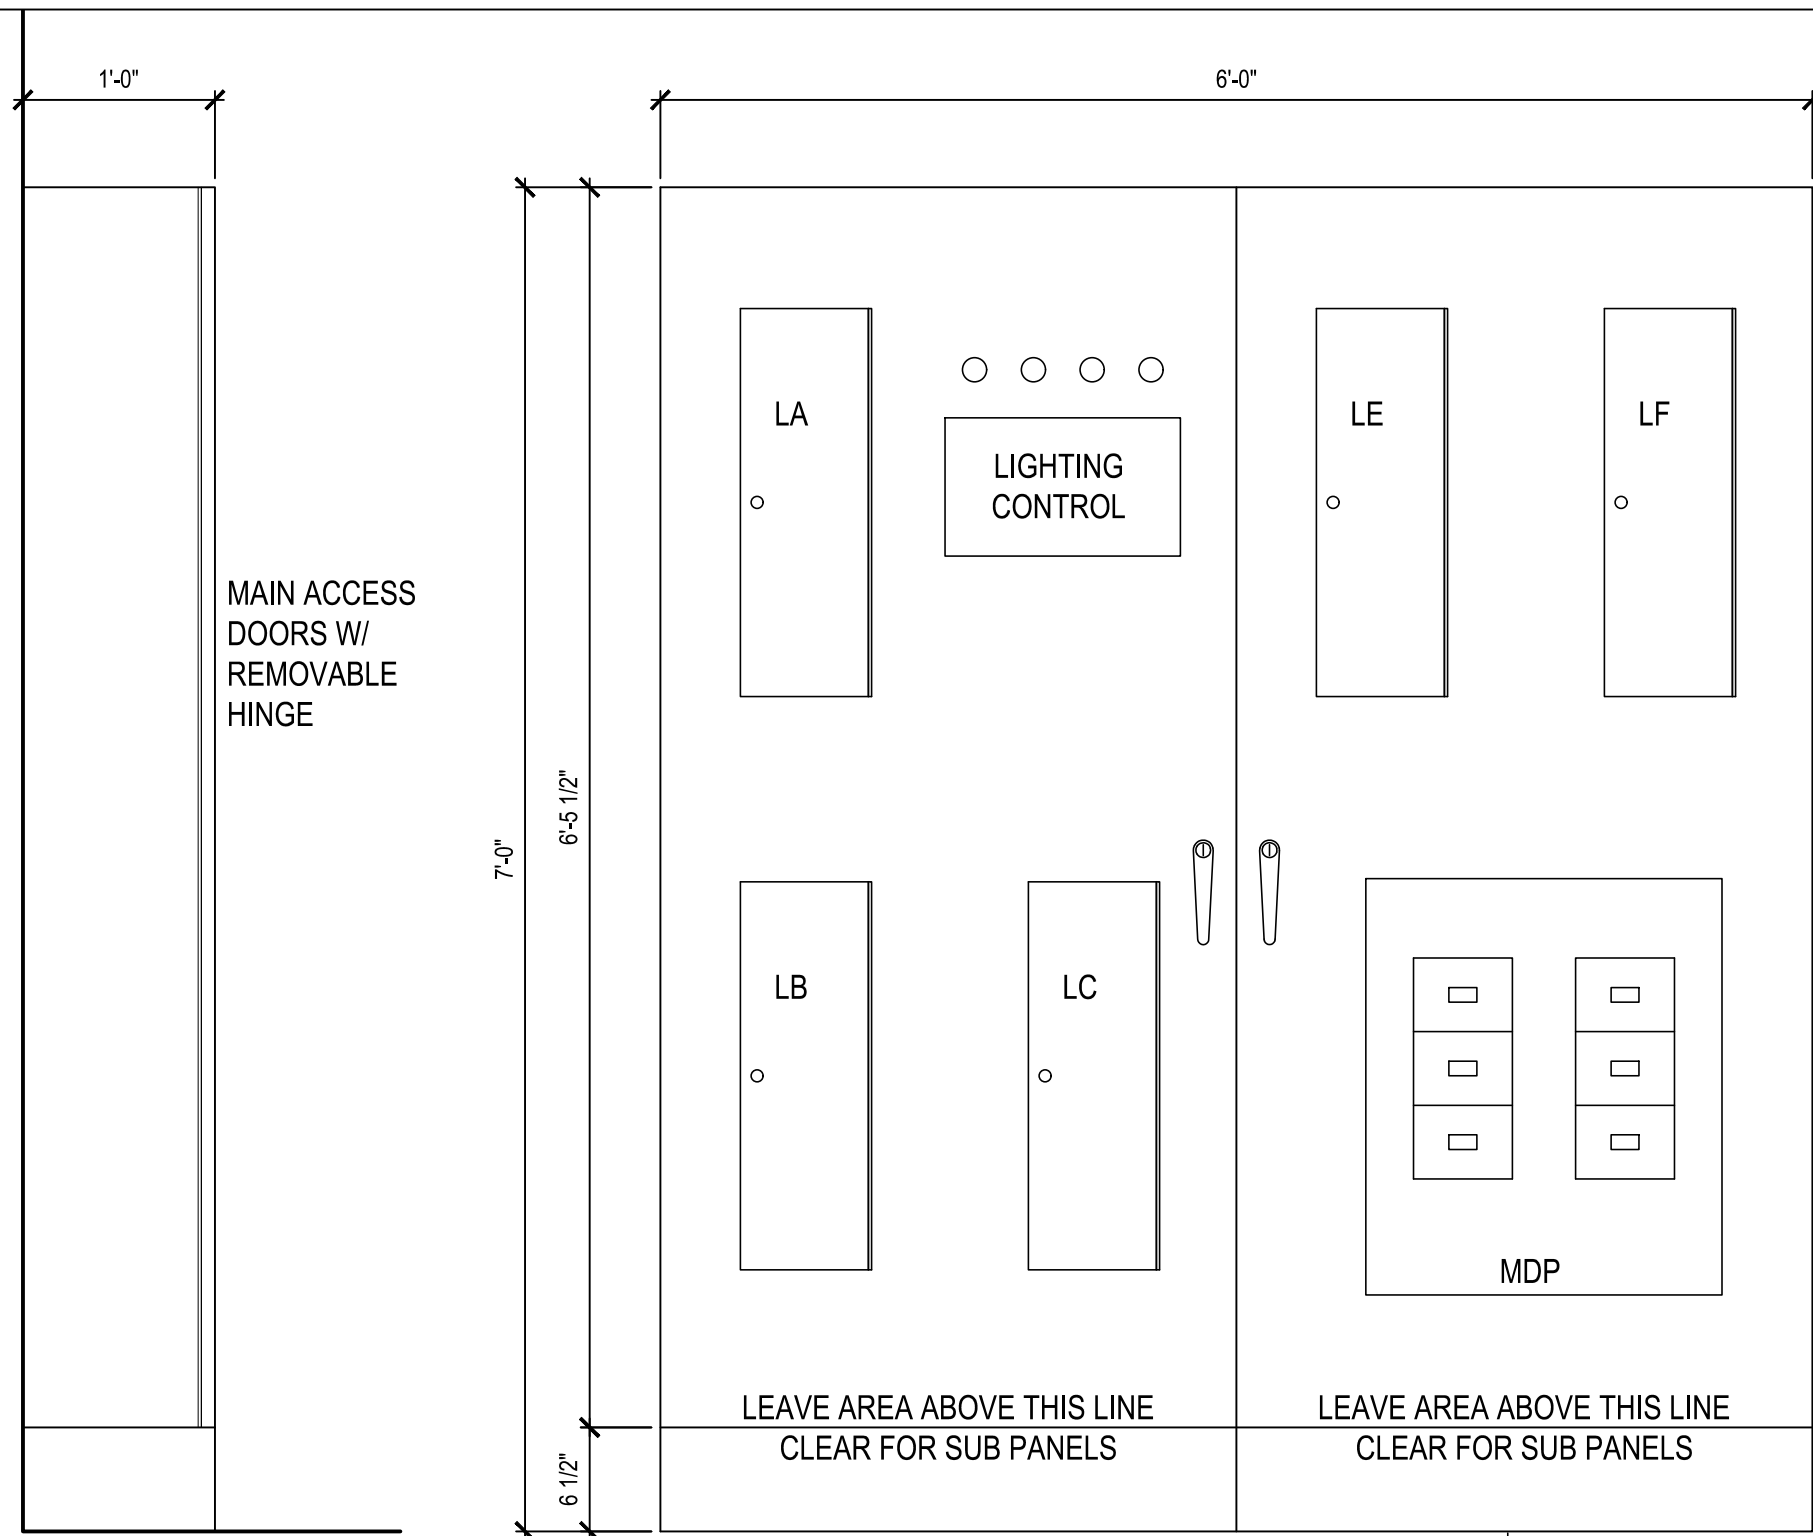 1'-0"
6'-0"
LA
LE
LF
LIGHTING
CONTROL
MAIN ACCESS
DOORS W/
REMOVABLE
HINGE
6'-5 1/2"
7'-0"
LB
LC
MDP
LEAVE AREA ABOVE THIS LINE
CLEAR FOR SUB PANELS
LEAVE AREA ABOVE THIS LINE
CLEAR FOR SUB PANELS
6 1/2"